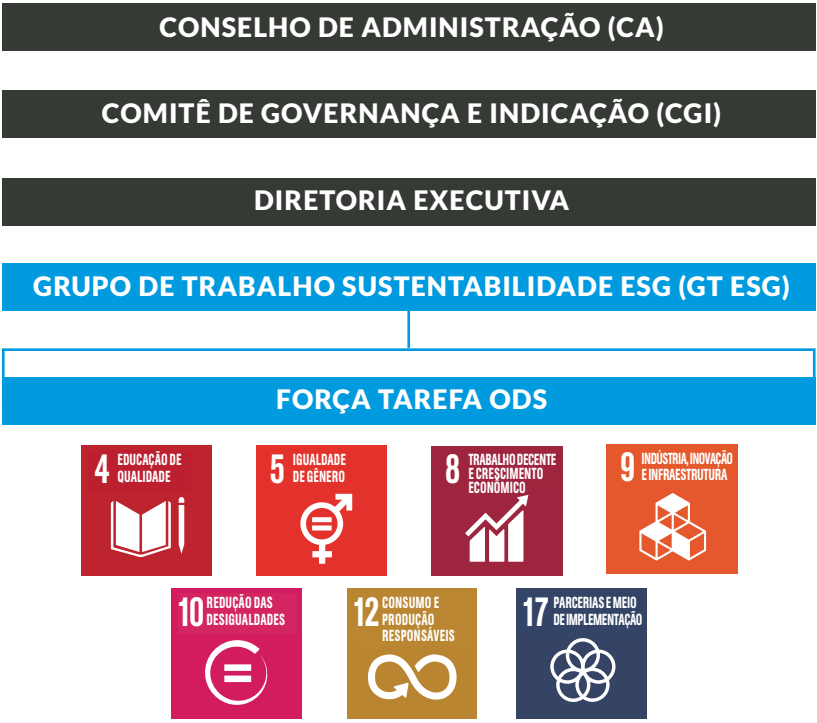 CONSELHO DE ADMINISTRAÇÃO (CA)
COMITÊ DE GOVERNANÇA E INDICAÇÃO (CGI)
DIRETORIA EXECUTIVA
GRUPO DE TRABALHO SUSTENTABILIDADE ESG (GT ESG)
FORÇA TAREFA ODS
4 EDUCAÇÃO DE
QUALIDADE
5 IGUALDADE
DE GÊNERO
8 TRABALHO DECENTE
E CRESCIMENTO
ECONÔMICO
9 INDÚSTRIA, INOVAÇÃO
E INFRAESTRUTURA
10 REDUÇÃO DAS
DESIGUALDADES
12 CONSUMO E
PRODUÇÃO
RESPONSÁVEIS
17 PARCERIAS E MEIO
DE IMPLEMENTAÇÃO